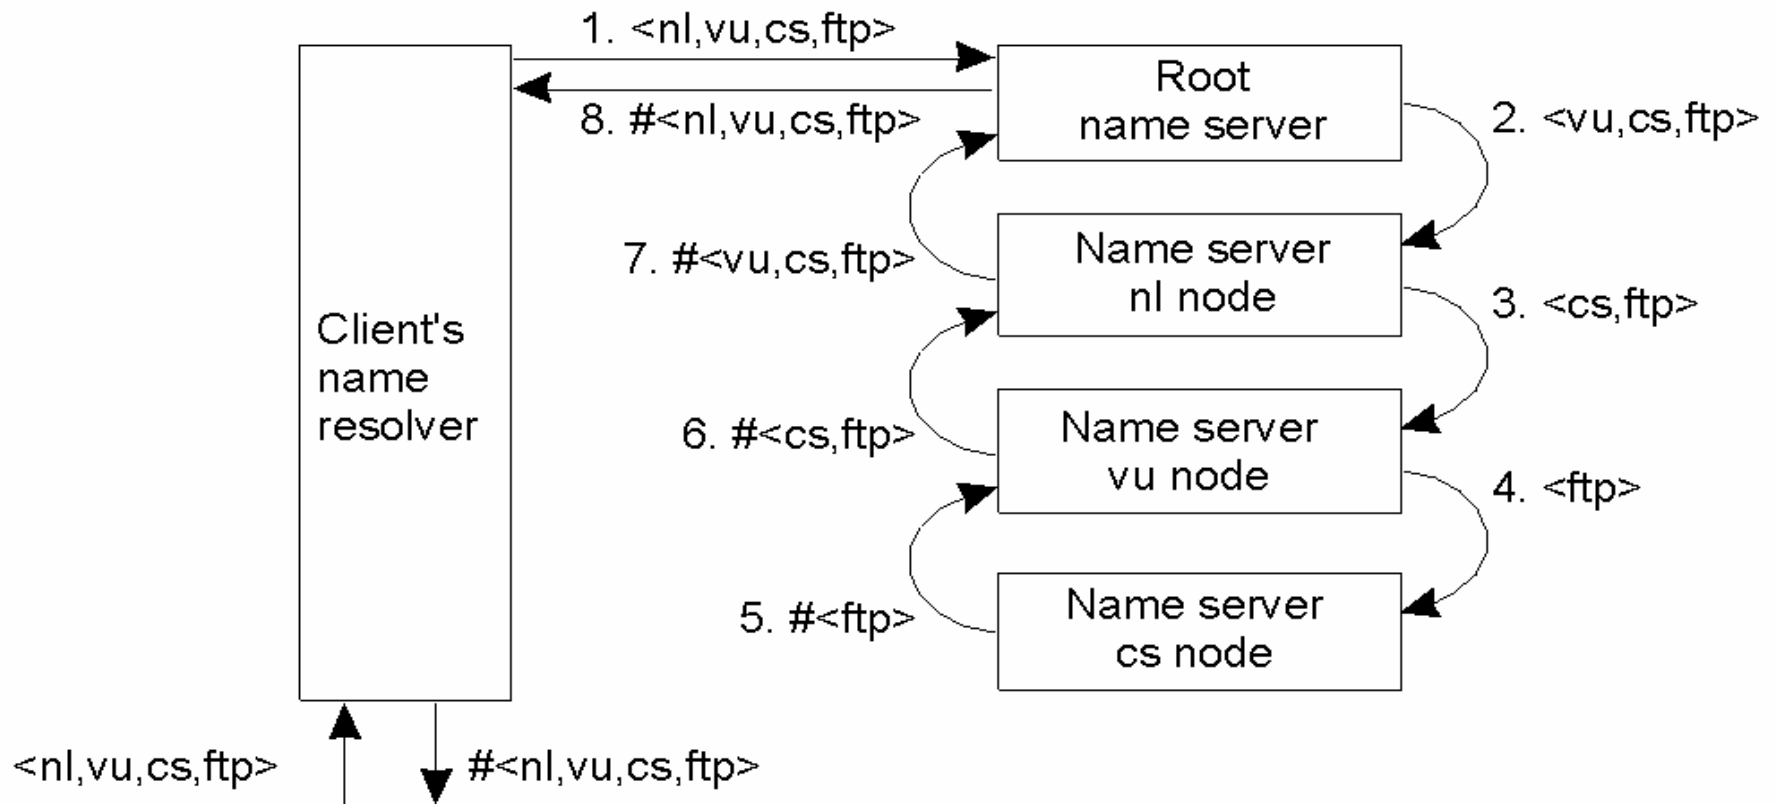 1. <nl,vu,cs,ftp>
Root
name server
8. #<nl,vu,cs,ftp>
2. <vu,cs,ftp>
Name server
nl node
7. #<vu,cs,ftp>
3. <cs,ftp>
Client's
name
resolver
Name server
vu node
6. #<cs,ftp>
4. <ftp>
Name server
cs node
5. #<ftp>
<nl,vu,cs,ftp>
#<nl,vu,cs,ftp>